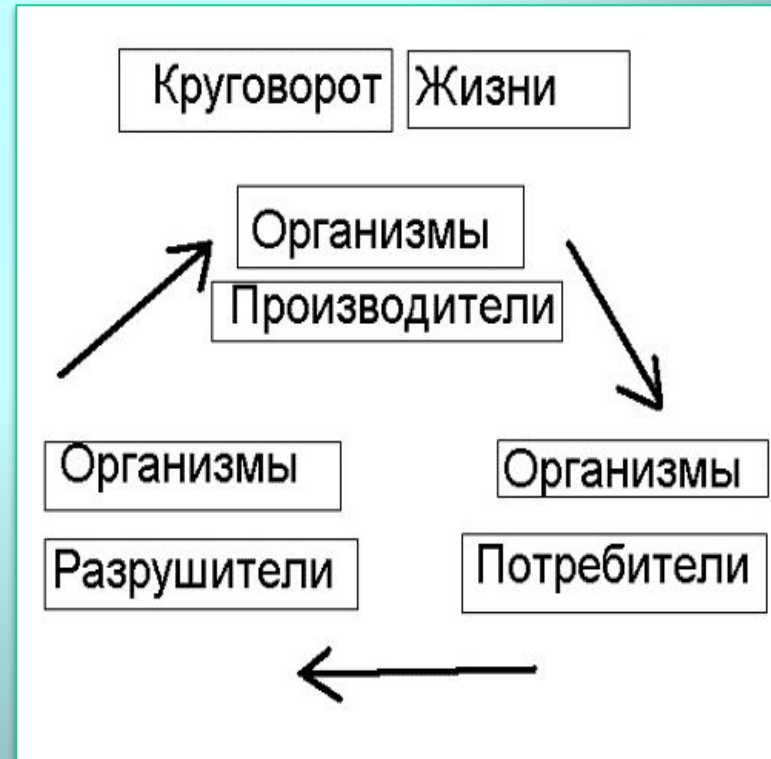 Круговорот Жизни
Организмы
Производители
Организмы
Разрушители
Организмы
Потребители